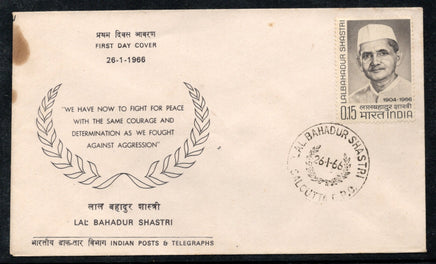 प्रथम दिवस आवरण
FIRST DAY COVER
26-1-1966
"WE HAVE NOW TO FIGHT FOR PEACE
WITH THE SAME COURAGE AND
DETERMINATION AS WE FOUGHT
AGAINST AGGRESSION"
लाल बहादुर शास्त्री
LAL BAHADUR SHASTRI
भारतीय डाक-तार विभाग INDIAN POSTS & TELEGRAPHS
LALBAHADUR SHASTRI
1904-1966
लालबहादुर शास्त्री
0.15 भारत INDIA
LAL BAHADUR SHASTRI
26-1-66
CALCUTTA G.P.O.